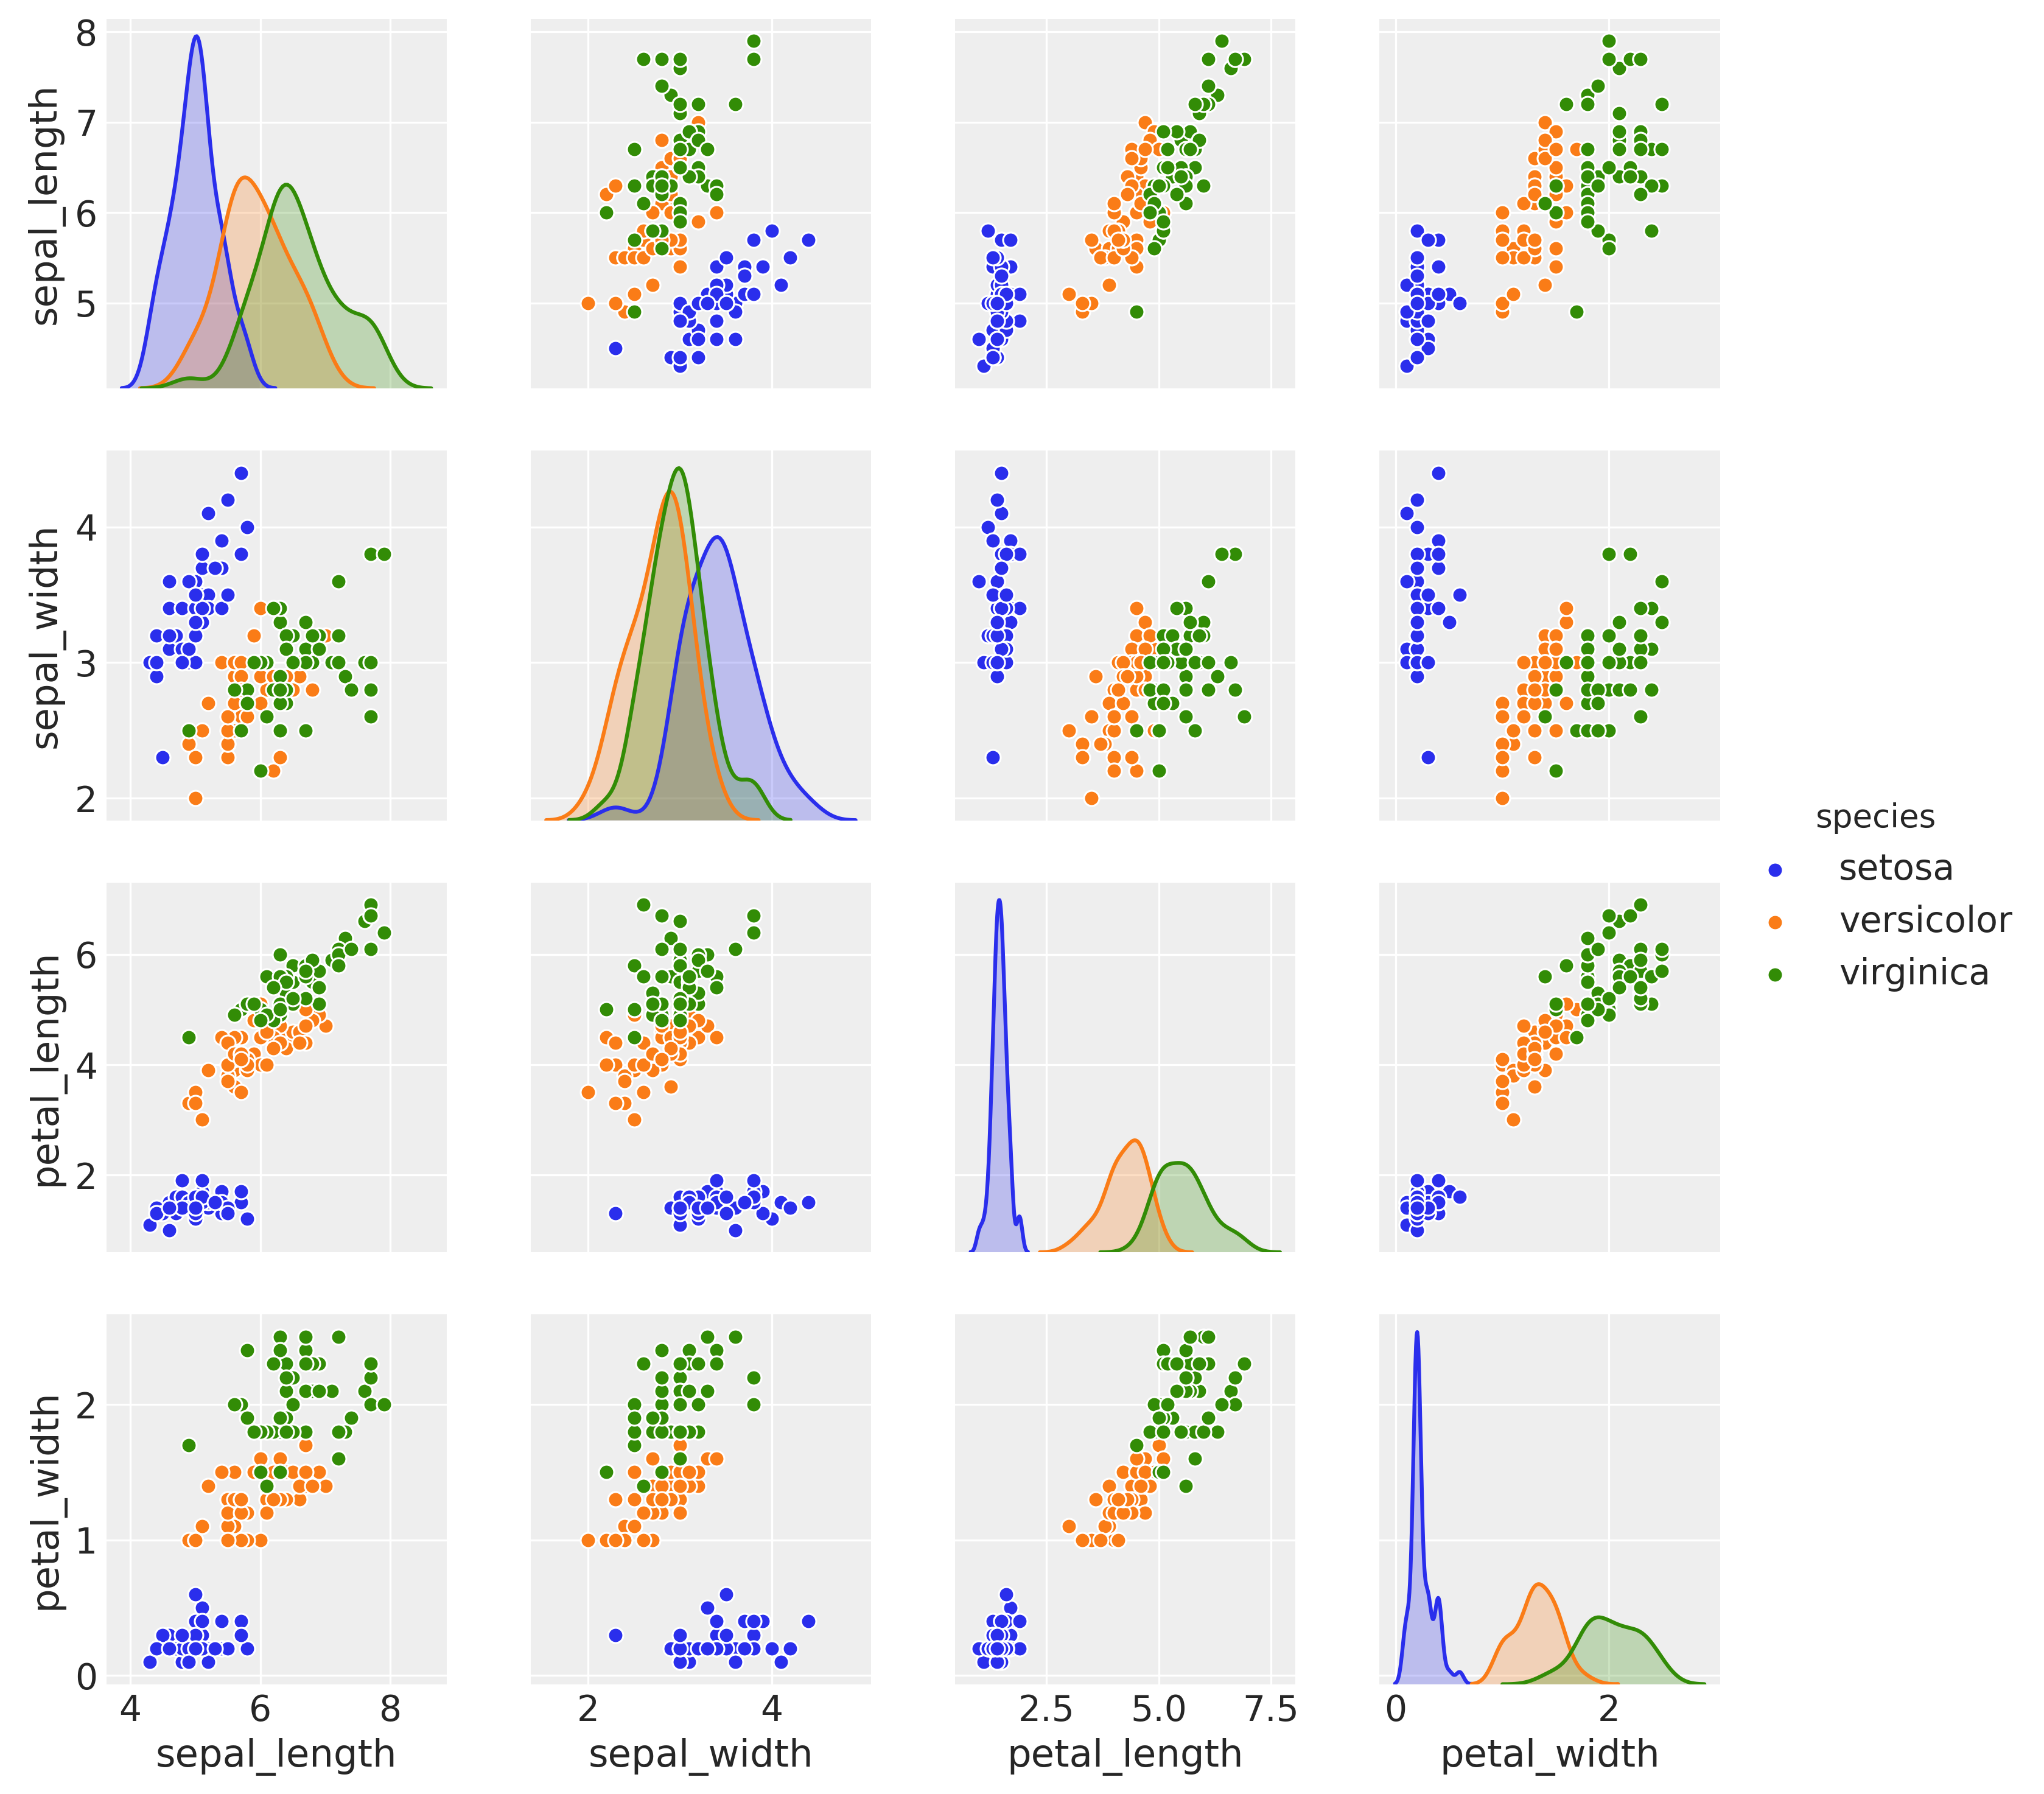 sepal_length
8
7
6
5
sepal_width
4
3
2
petal_length
6
4
2
petal_width
2
1
0
4 6 8
2 4
2.5 5.0 7.5
0 2
sepal_length
sepal_width
petal_length
petal_width
species
setosa
versicolor
virginica